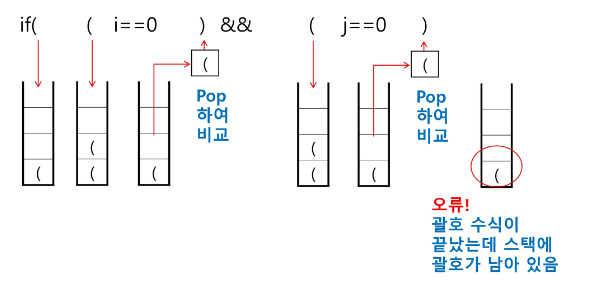 if( ( i==0 ) && ( j==0 )
( (
Pop
하여
비교
Pop
하여
비교
( (
( ( ( ( ( (
오류!
괄호 수식이
끝났는데 스택에
괄호가 남아 있음